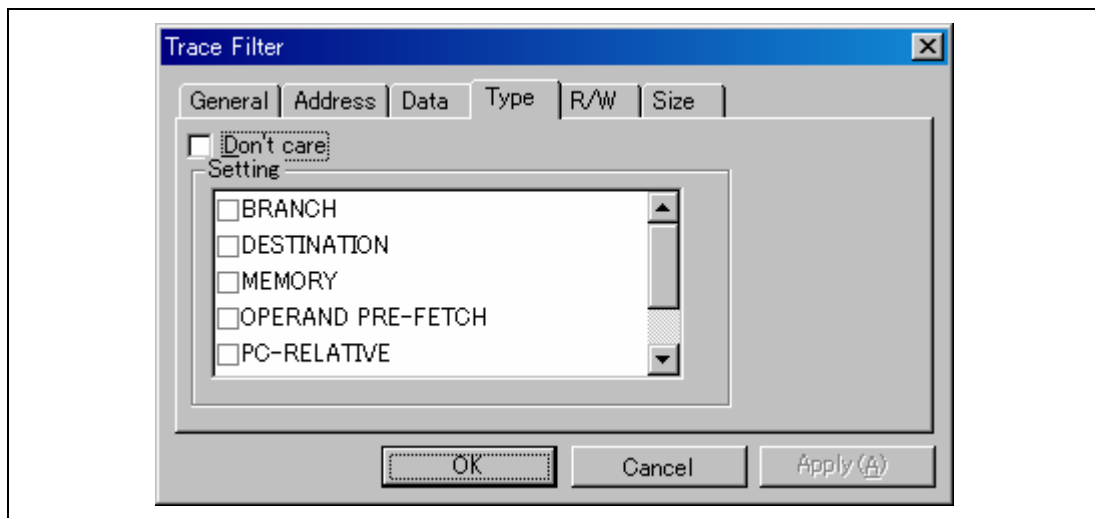 Trace Filter
General Address Data Type R/W Size
Don't care
Setting
BRANCH
DESTINATION
MEMORY
OPERAND PRE-FETCH
PC-RELATIVE
OK Cancel Apply(A)